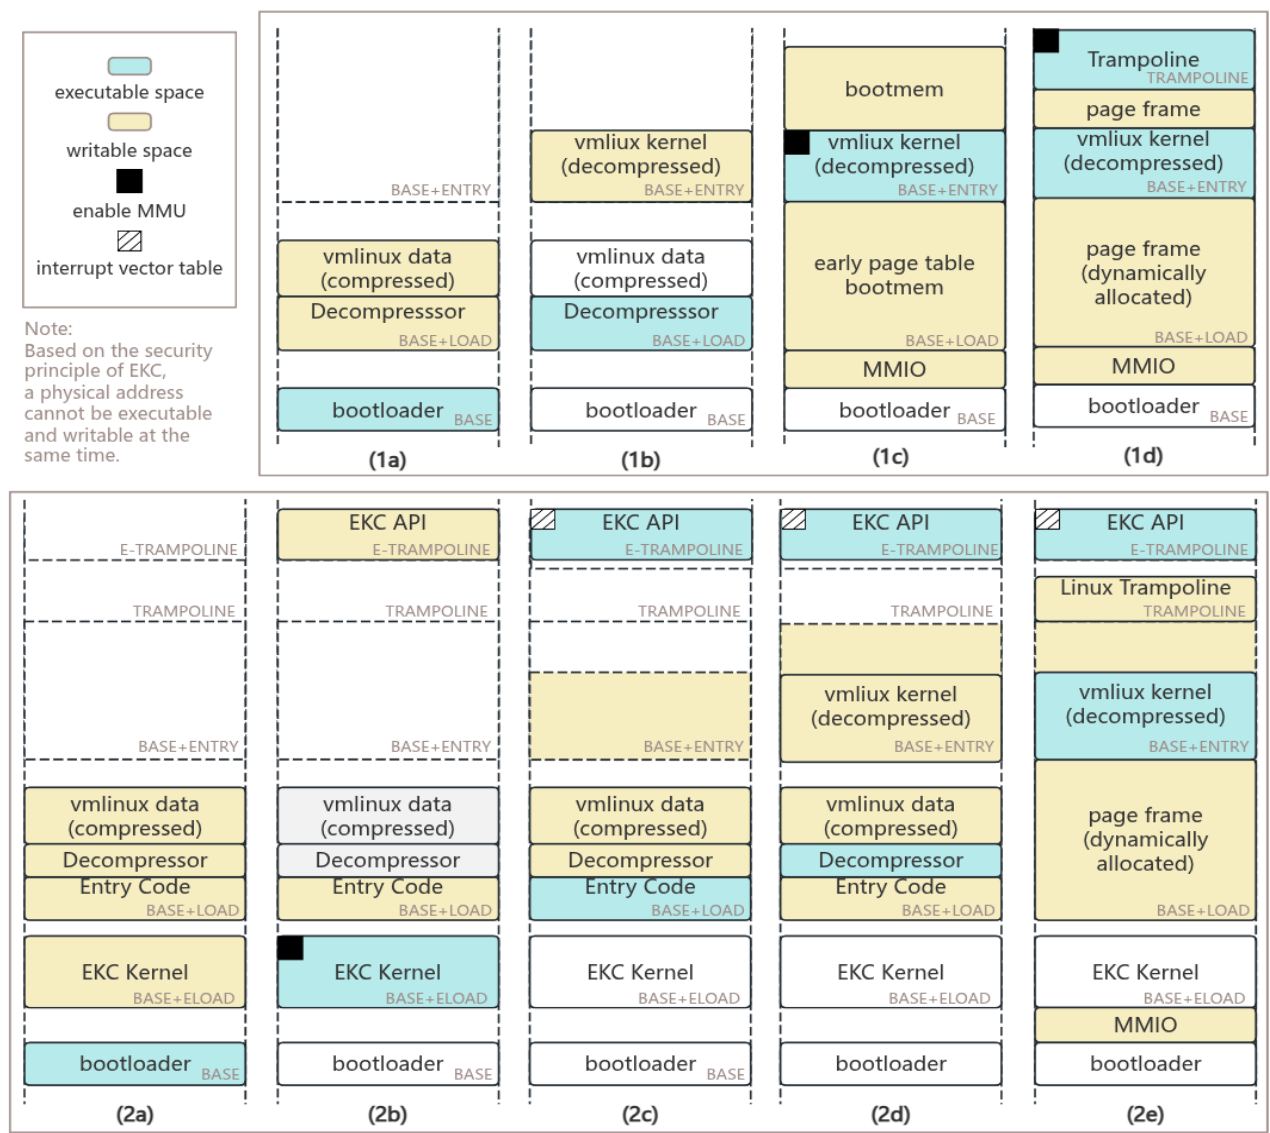 executable space
writable space
enable MMU
interrupt vector table
Note:
Based on the security
principle of EKC,
a physical address
cannot be executable
and writable at the
same time.
BASE+ENTRY
vmlinux data
(compressed)
Decompresssor
BASE+LOAD
bootloader
BASE
(1a)
vmliux kernel
(decompressed)
BASE+ENTRY
vmlinux data
(compressed)
Decompresssor
BASE+LOAD
bootloader
BASE
(1b)
bootmem
vmliux kernel
(decompressed)
BASE+ENTRY
early page table
bootmem
BASE+LOAD
MMIO
bootloader
BASE
(1c)
Trampoline
TRAMPOLINE
page frame
vmliux kernel
(decompressed)
BASE+ENTRY
page frame
(dynamically
allocated)
BASE+LOAD
MMIO
bootloader
BASE
(1d)
E-TRAMPOLINE
TRAMPOLINE
BASE+ENTRY
vmlinux data
(compressed)
Decompressor
Entry Code
BASE+LOAD
EKC Kernel
BASE+ELOAD
bootloader
BASE
(2a)
EKC API
E-TRAMPOLINE
TRAMPOLINE
BASE+ENTRY
vmlinux data
(compressed)
Decompressor
Entry Code
BASE+LOAD
EKC Kernel
BASE+ELOAD
bootloader
BASE
(2b)
EKC API
E-TRAMPOLINE
TRAMPOLINE
BASE+ENTRY
vmlinux data
(compressed)
Decompressor
Entry Code
BASE+LOAD
EKC Kernel
BASE+ELOAD
bootloader
BASE
(2c)
EKC API
E-TRAMPOLINE
TRAMPOLINE
vmliux kernel
(decompressed)
BASE+ENTRY
vmlinux data
(compressed)
Decompressor
Entry Code
BASE+LOAD
EKC Kernel
BASE+ELOAD
bootloader
(2d)
EKC API
E-TRAMPOLINE
Linux Trampoline
TRAMPOLINE
vmliux kernel
(decompressed)
BASE+ENTRY
page frame
(dynamically
allocated)
BASE+LOAD
EKC Kernel
BASE+ELOAD
MMIO
bootloader
(2e)